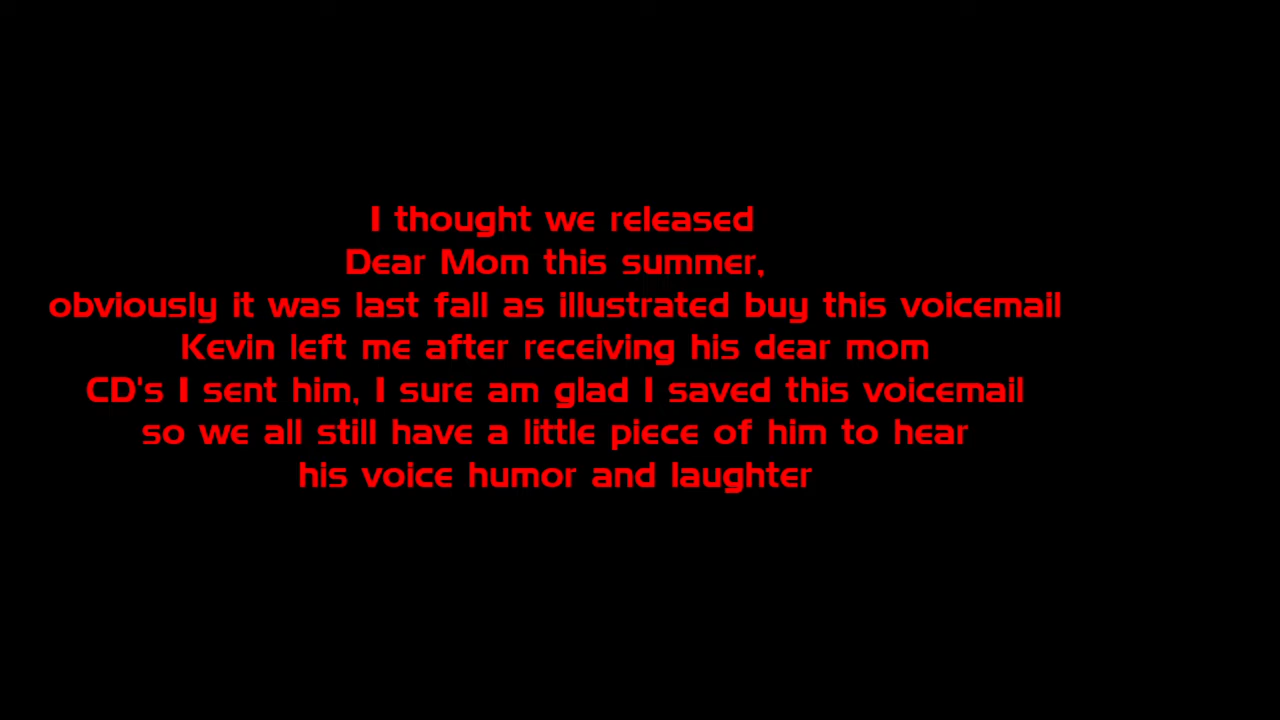 I thought we released
Dear Mom this summer,
obviously it was last fall as illustrated buy this voicemail
Kevin left me after receiving his dear mom
CD's I sent him, I sure am glad I saved this voicemail
so we all still have a little piece of him to hear
his voice humor and laughter